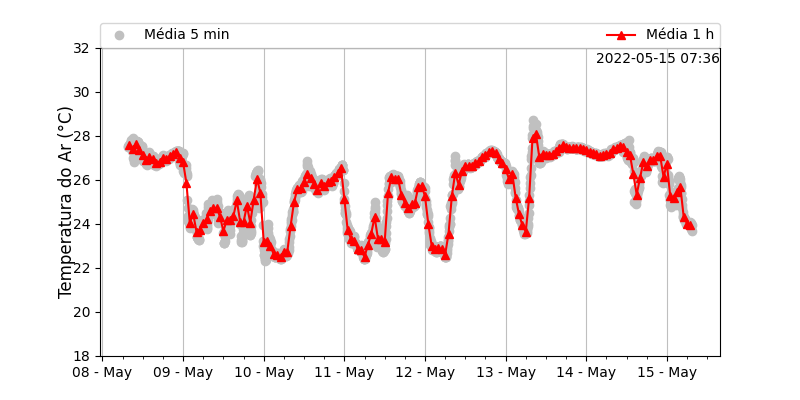 Média 5 min
Média 1 h
2022-05-15 07:36
Temperatura do Ar (°C)
32
30
28
26
24
22
20
18
08 - May
09 - May
10 - May
11 - May
12 - May
13 - May
14 - May
15 - May